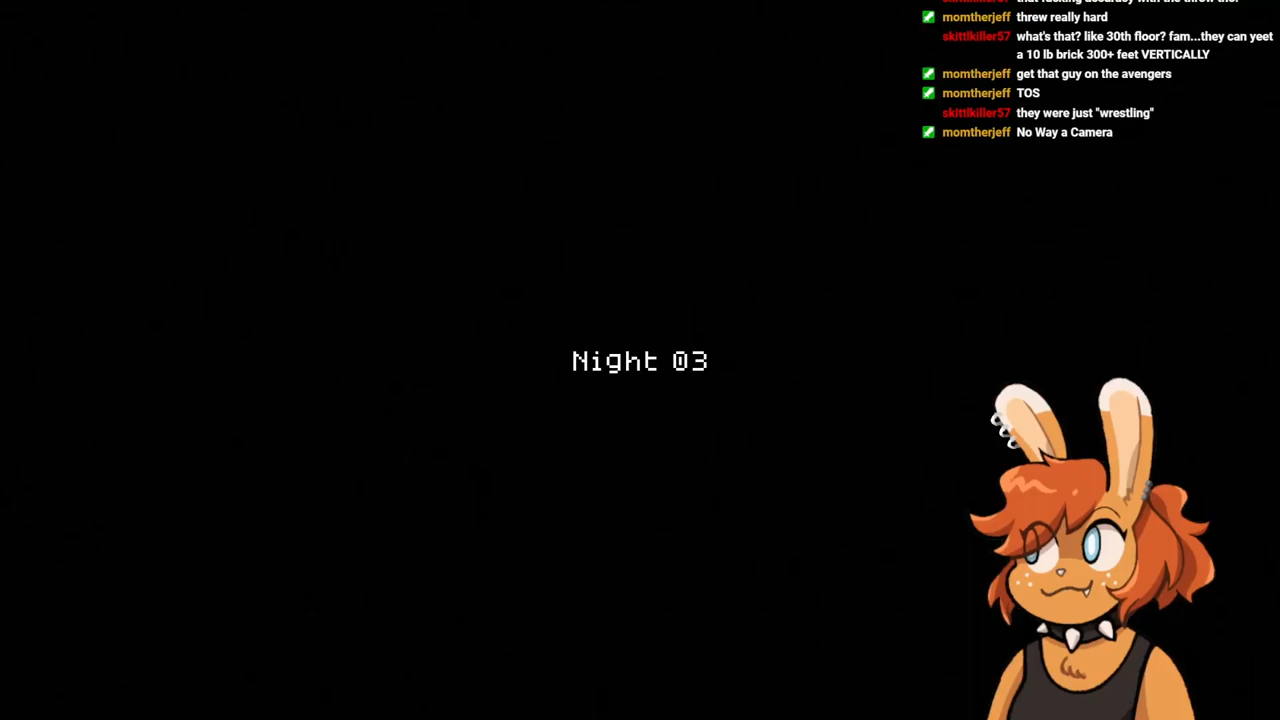 momtherjeff threw really hard
skittlkiller57 what's that? like 30th floor? fam...they can yeet
a 10 lb brick 300+ feet VERTICALLY
momtherjeff get that guy on the avengers
momtherjeff TOS
skittlkiller57 they were just "wrestling"
momtherjeff No Way a Camera
Night 03